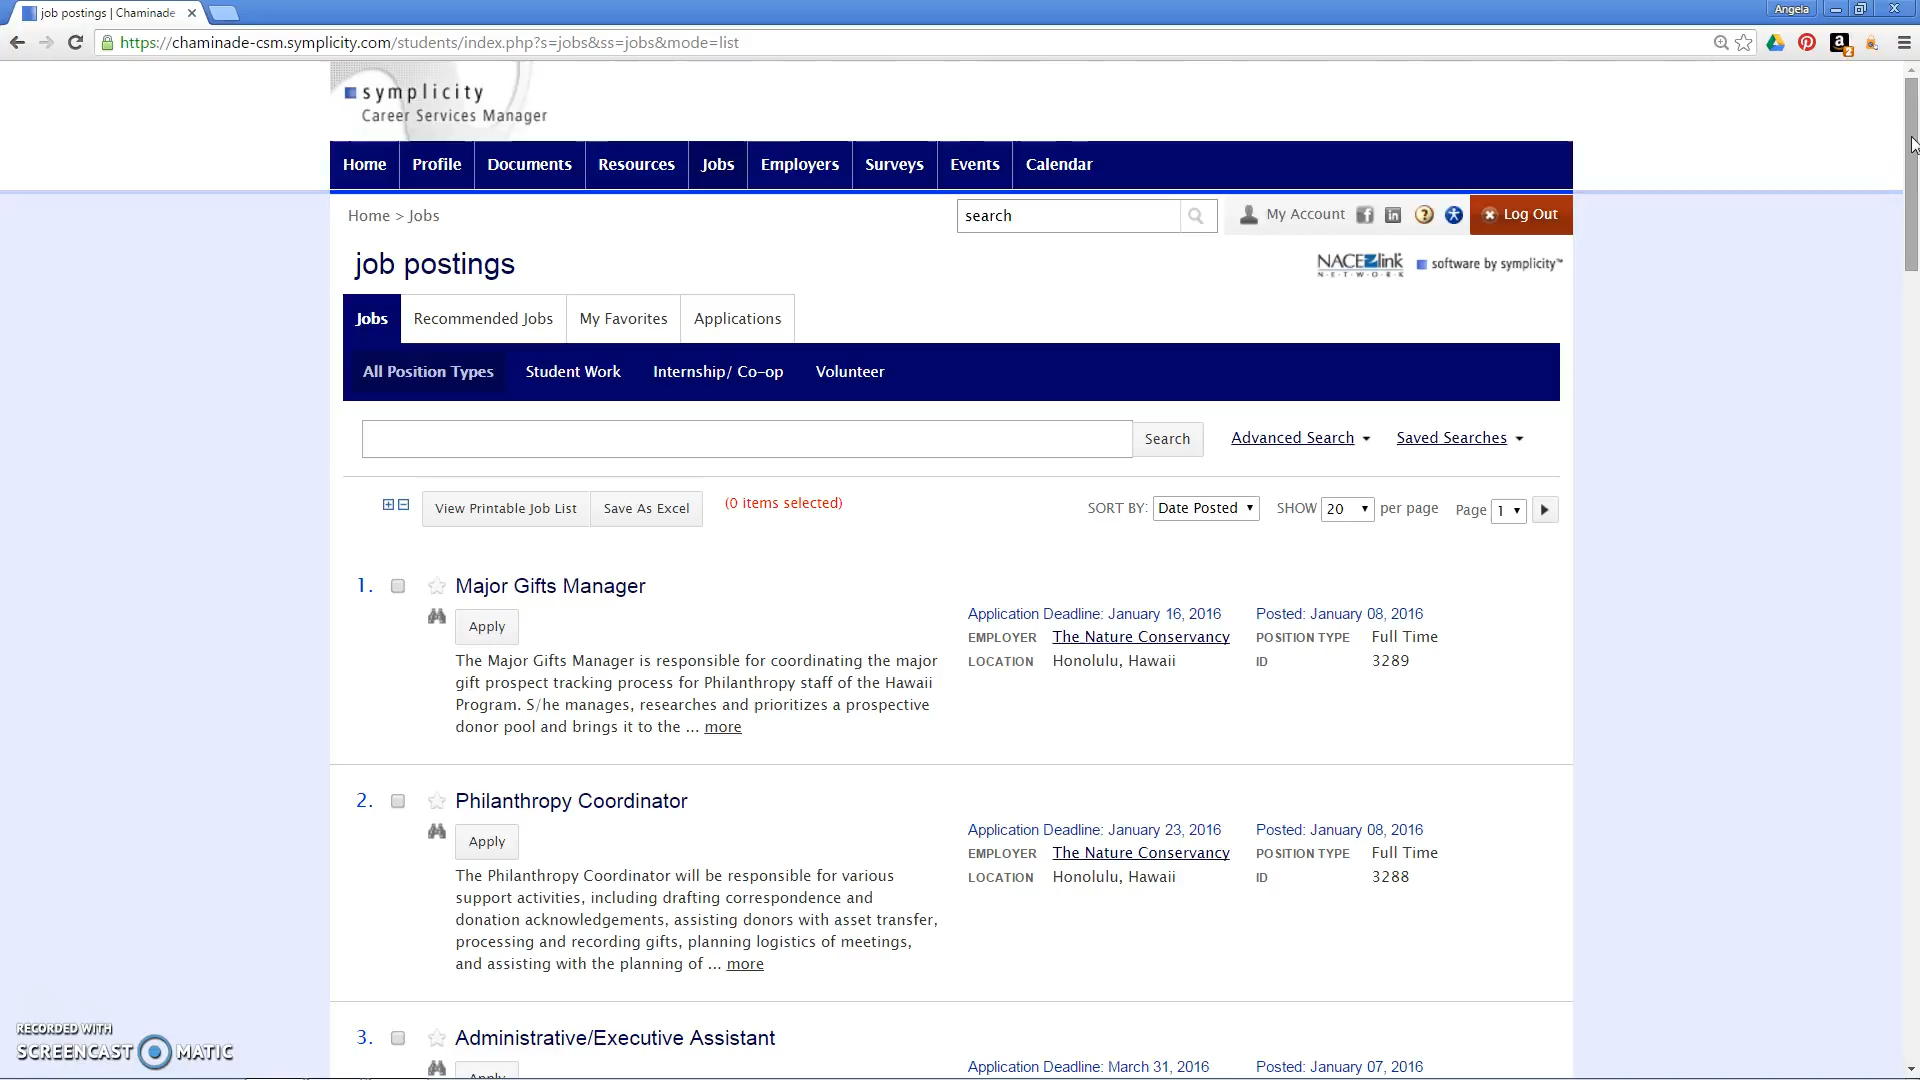 job postings | Chaminade
Angela
https://chaminade-csm.symplicity.com/students/index.php?s=jobs&ss=jobs&mode=list
symplicity
Career Services Manager
Home Profile Documents Resources Jobs Employers Surveys Events Calendar
Home > Jobs
search
My Account
Log Out
job postings
NACElink
NETWORK
software by symplicity™
Jobs Recommended Jobs My Favorites Applications
All Position Types Student Work Internship/ Co-op Volunteer
Search Advanced Search Saved Searches
View Printable Job List Save As Excel (0 items selected) SORT BY: Date Posted SHOW 20 per page Page 1
1. Major Gifts Manager
Apply
Application Deadline: January 16, 2016 Posted: January 08, 2016
EMPLOYER The Nature Conservancy POSITION TYPE Full Time
LOCATION Honolulu, Hawaii ID 3289
The Major Gifts Manager is responsible for coordinating the major
gift prospect tracking process for Philanthropy staff of the Hawaii
Program. S/he manages, researches and prioritizes a prospective
donor pool and brings it to the ... more
2. Philanthropy Coordinator
Apply
Application Deadline: January 23, 2016 Posted: January 08, 2016
EMPLOYER The Nature Conservancy POSITION TYPE Full Time
LOCATION Honolulu, Hawaii ID 3288
The Philanthropy Coordinator will be responsible for various
support activities, including drafting correspondence and
donation acknowledgements, assisting donors with asset transfer,
processing and recording gifts, planning logistics of meetings,
and assisting with the planning of ... more
3. Administrative/Executive Assistant
Apply
Application Deadline: March 31, 2016 Posted: January 07, 2016
RECORDED WITH
SCREENCAST MATIC